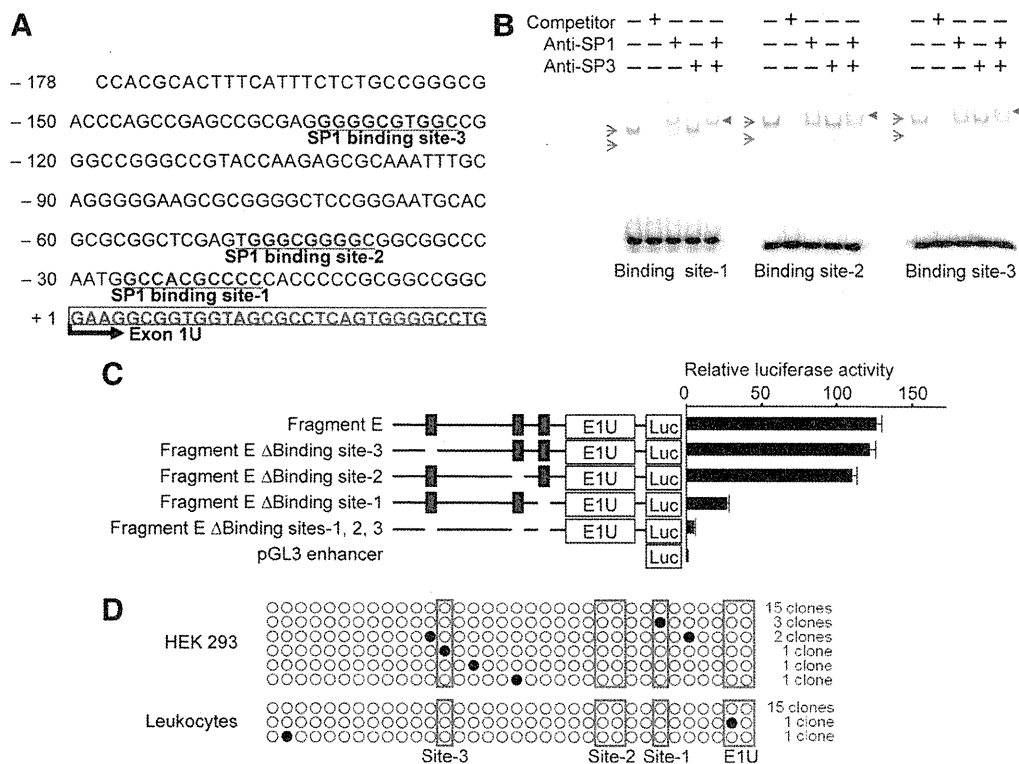 A
– 178 CCACGCACTTTCATTTCTCTGCCGGGCG
– 150 ACCCAGCCGAGCCGCGAGGGGGCGTGGCCG
SP1 binding site-3
– 120 GGCCGGGCCGTACCAAGAGCGCAAATTTGC
– 90 AGGGGGAAGCGCGGGGCTCCGGGAATGCAC
– 60 GCGCGGCTCGAGTGGGCGGGGCGGCGGCCC
SP1 binding site-2
– 30 AATGGCCACGCCCCCACCCCCGCGGCCGGC
SP1 binding site-1
+ 1 GAAGGCGGTGGTAGCGCCTCAGTGGGGCCTG
Exon 1U
B
Competitor – + – – – – + – – – – + – – –
Anti-SP1 – – + – + – – + – + – – + – +
Anti-SP3 – – – + + – – – + + – – – + +
Binding site-1 Binding site-2 Binding site-3
C
Relative luciferase activity
0 50 100 150
Fragment E E1U Luc
Fragment E ΔBinding site-3 E1U Luc
Fragment E ΔBinding site-2 E1U Luc
Fragment E ΔBinding site-1 E1U Luc
Fragment E ΔBinding sites-1, 2, 3 E1U Luc
pGL3 enhancer Luc
D
HEK 293
15 clones
3 clones
2 clones
1 clone
1 clone
1 clone
Leukocytes
15 clones
1 clone
1 clone
Site-3 Site-2 Site-1 E1U